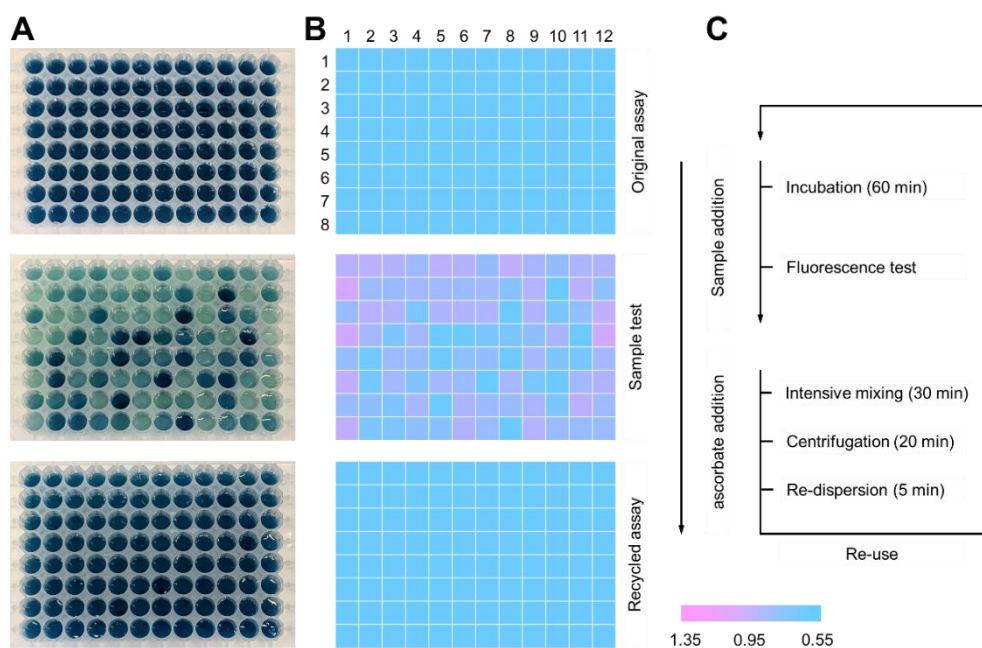 A
B
C
1 2 3 4 5 6 7 8 9 10 11 12
1
2
3
4
5
6
7
8
Original assay
Sample test
Recycled assay
Sample addition
Incubation (60 min)
Fluorescence test
ascorbate addition
Intensive mixing (30 min)
Centrifugation (20 min)
Re-dispersion (5 min)
Re-use
1.35 0.95 0.55